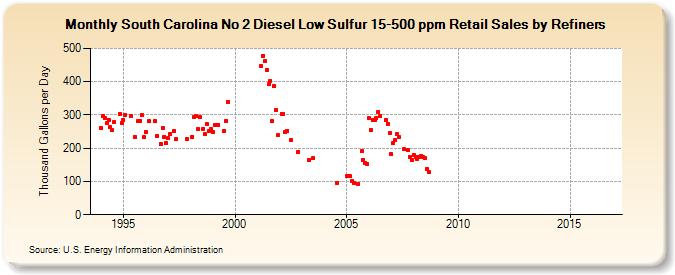 Monthly South Carolina No 2 Diesel Low Sulfur 15-500 ppm Retail Sales by Refiners
Thousand Gallons per Day
500
400
300
200
100
0
1995 2000 2005 2010 2015
Source: U.S. Energy Information Administration